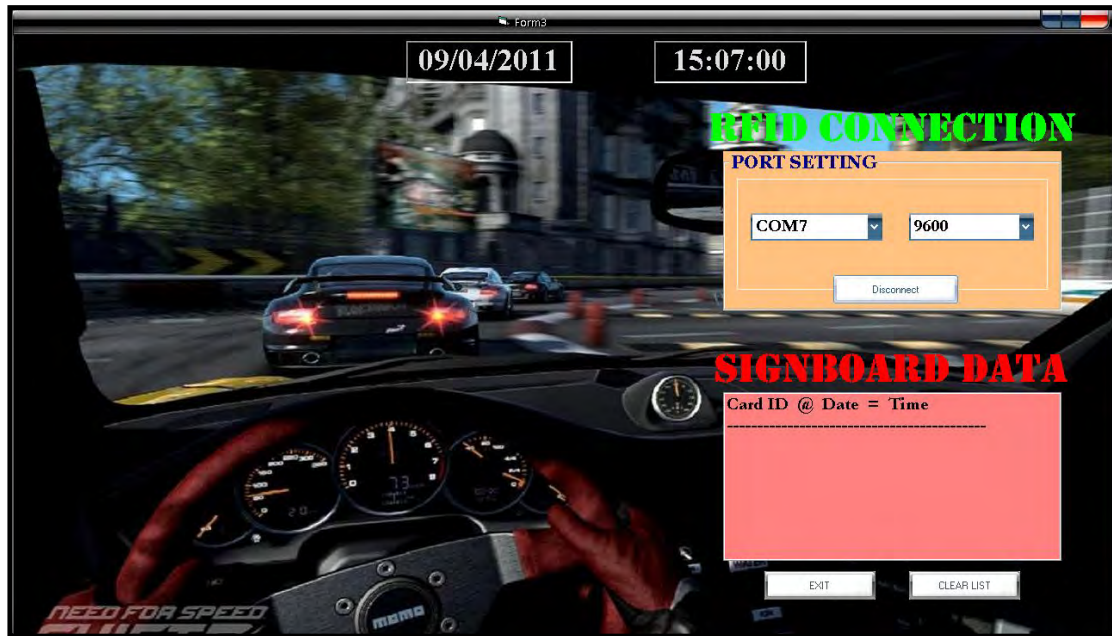 Form3
09/04/2011 15:07:00
RFID CONNECTION
PORT SETTING
COM7 9600
Disconnect
SIGNBOARD DATA
Card ID @ Date = Time
------------------------------------------
EXIT CLEAR LIST
NEED FOR SPEED
momo